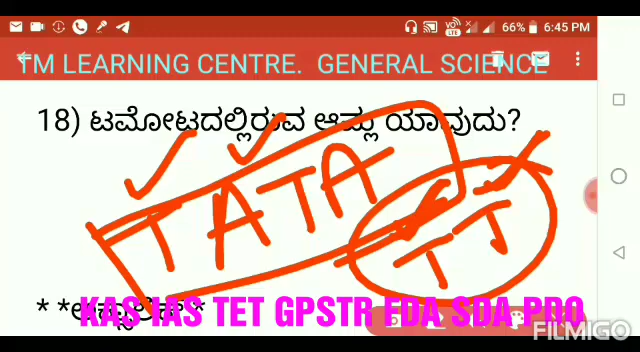 66% 6:45 PM
TM LEARNING CENTRE. GENERAL SCIENCE
18) ಟಮೋಟದಲ್ಲಿರುವ ಆಮ್ಲ ಯಾವುದು?
TATA
TT
KAS IAS TET GPSTR FDA SDA PDO
FILMIGO